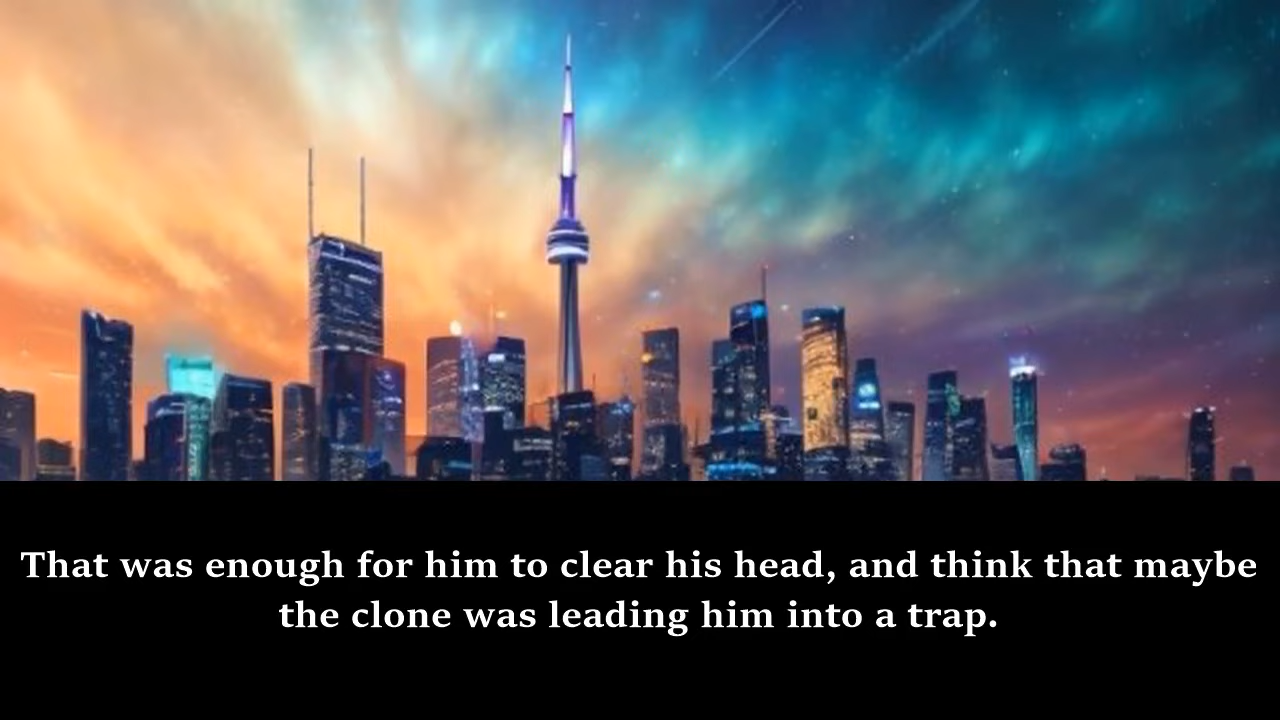 That was enough for him to clear his head, and think that maybe
the clone was leading him into a trap.